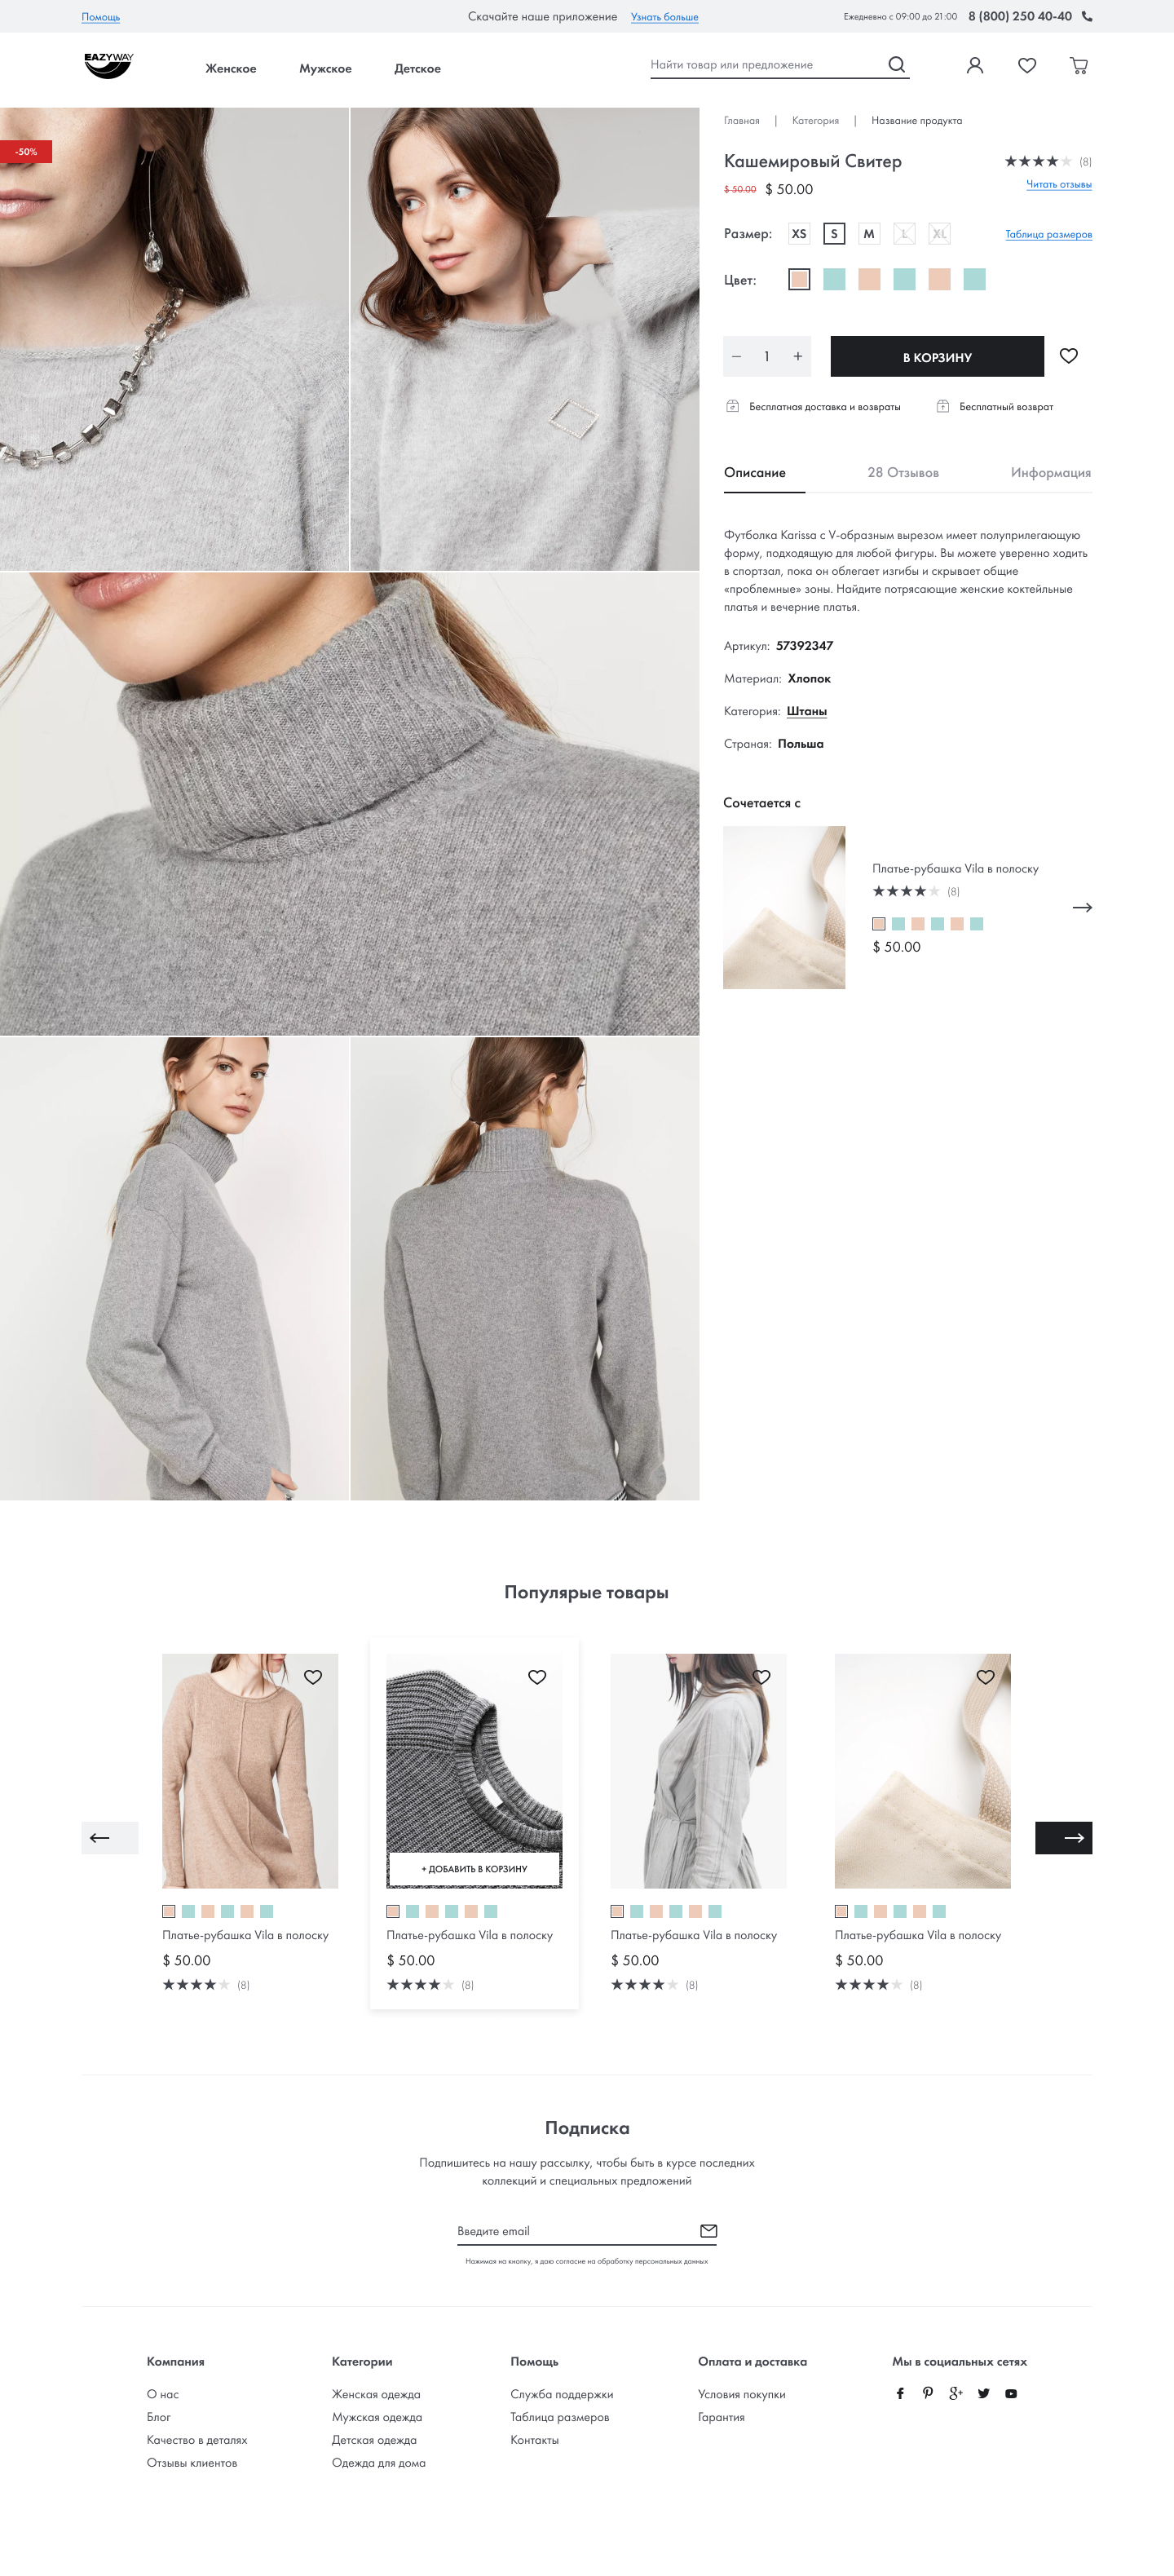 Помощь
Скачайте наше приложение Узнать больше
Ежедневно с 09:00 до 21:00 8 (800) 250 40-40
EAZYWAY
Женское Мужское Детское
Найти товар или предложение
-50%
Главная | Категория | Название продукта
Кашемировый Свитер
(8)
$ 50.00 $ 50.00
Читать отзывы
Размер: XS S M L XL
Таблица размеров
Цвет:
– 1 +
В КОРЗИНУ
Бесплатная доставка и возвраты
Бесплатный возврат
Описание 28 Отзывов Информация
Футболка Karissa с V-образным вырезом имеет полуприлегающую
форму, подходящую для любой фигуры. Вы можете уверенно ходить
в спортзал, пока он облегает изгибы и скрывает общие
«проблемные» зоны. Найдите потрясающие женские коктейльные
платья и вечерние платья.
Артикул: 57392347
Материал: Хлопок
Категория: Штаны
Страная: Польша
Сочетается с
Платье-рубашка Vila в полоску
(8)
$ 50.00
Популярые товары
+ ДОБАВИТЬ В КОРЗИНУ
Платье-рубашка Vila в полоску
$ 50.00
(8)
Платье-рубашка Vila в полоску
$ 50.00
(8)
Платье-рубашка Vila в полоску
$ 50.00
(8)
Платье-рубашка Vila в полоску
$ 50.00
(8)
Подписка
Подпишитесь на нашу рассылку, чтобы быть в курсе последних
коллекций и специальных предложений
Введите email
Нажимая на кнопку, я даю согласие на обработку персональных данных
Компания
О нас
Блог
Качество в деталях
Отзывы клиентов
Категории
Женская одежда
Мужская одежда
Детская одежда
Одежда для дома
Помощь
Служба поддержки
Таблица размеров
Контакты
Оплата и доставка
Условия покупки
Гарантия
Мы в социальных сетях